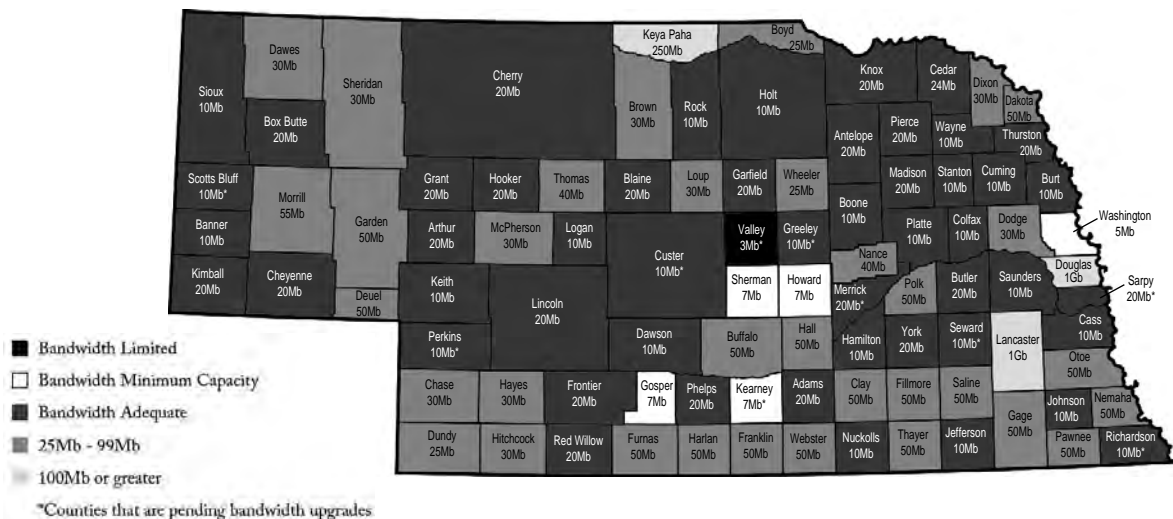 Keya Paha
250Mb
Boyd
25Mb
Dawes
30Mb
Sheridan
30Mb
Cherry
20Mb
Sioux
10Mb
Box Butte
20Mb
Brown
30Mb
Rock
10Mb
Holt
10Mb
Knox
20Mb
Cedar
24Mb
Dixon
30Mb
Dakota
50Mb
Antelope
20Mb
Pierce
20Mb
Wayne
10Mb
Thurston
20Mb
Scotts Bluff
10Mb*
Morrill
55Mb
Garden
50Mb
Grant
20Mb
Hooker
20Mb
Thomas
40Mb
Blaine
20Mb
Loup
30Mb
Garfield
20Mb
Wheeler
25Mb
Boone
10Mb
Madison
20Mb
Stanton
10Mb
Cuming
10Mb
Burt
10Mb
Banner
10Mb
Arthur
20Mb
McPherson
30Mb
Logan
10Mb
Custer
10Mb*
Valley
3Mb*
Greeley
10Mb*
Platte
10Mb
Colfax
10Mb
Dodge
30Mb
Washington
5Mb
Nance
40Mb
Kimball
20Mb
Cheyenne
20Mb
Deuel
50Mb
Keith
10Mb
Lincoln
20Mb
Sherman
7Mb
Howard
7Mb
Merrick
20Mb*
Polk
50Mb
Butler
20Mb
Saunders
10Mb
Douglas
1Gb
Sarpy
20Mb*
Perkins
10Mb*
Dawson
10Mb
Buffalo
50Mb
Hall
50Mb
Hamilton
10Mb
York
20Mb
Seward
10Mb*
Lancaster
1Gb
Cass
10Mb
Otoe
50Mb
Chase
30Mb
Hayes
30Mb
Frontier
20Mb
Gosper
7Mb
Phelps
20Mb
Kearney
7Mb*
Adams
20Mb
Clay
50Mb
Fillmore
50Mb
Saline
50Mb
Gage
50Mb
Johnson
10Mb
Nemaha
50Mb
Dundy
25Mb
Hitchcock
30Mb
Red Willow
20Mb
Furnas
50Mb
Harlan
50Mb
Franklin
50Mb
Webster
50Mb
Nuckolls
10Mb
Thayer
50Mb
Jefferson
10Mb
Pawnee
50Mb
Richardson
10Mb*
Bandwidth Limited
Bandwidth Minimum Capacity
Bandwidth Adequate
25Mb - 99Mb
100Mb or greater
*Counties that are pending bandwidth upgrades